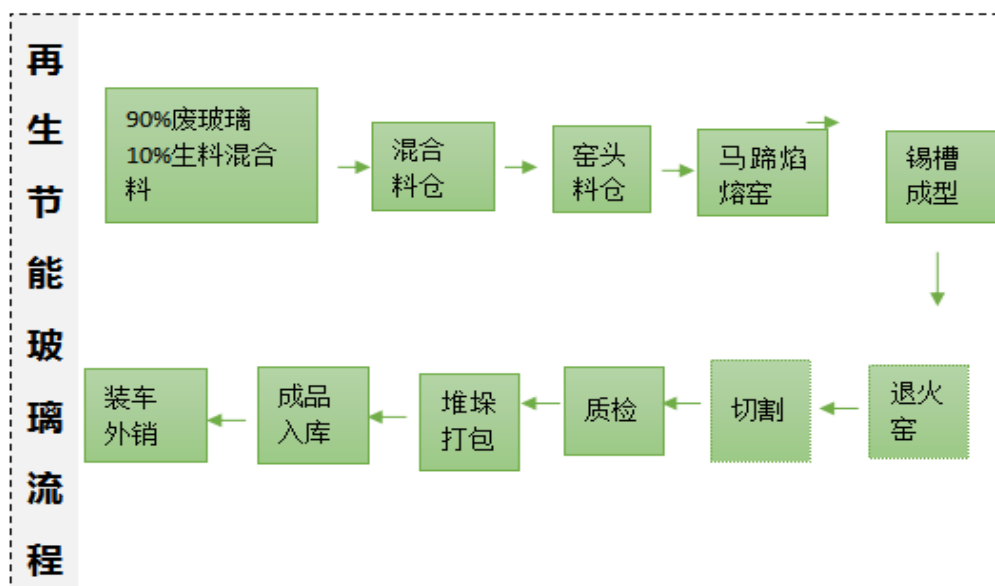 再生节能玻璃流程
90%废玻璃
10%生料混合
料
混合
料仓
窑头
料仓
马蹄焰
熔窑
锡槽
成型
退火
窑
切割
质检
堆垛
打包
成品
入库
装车
外销